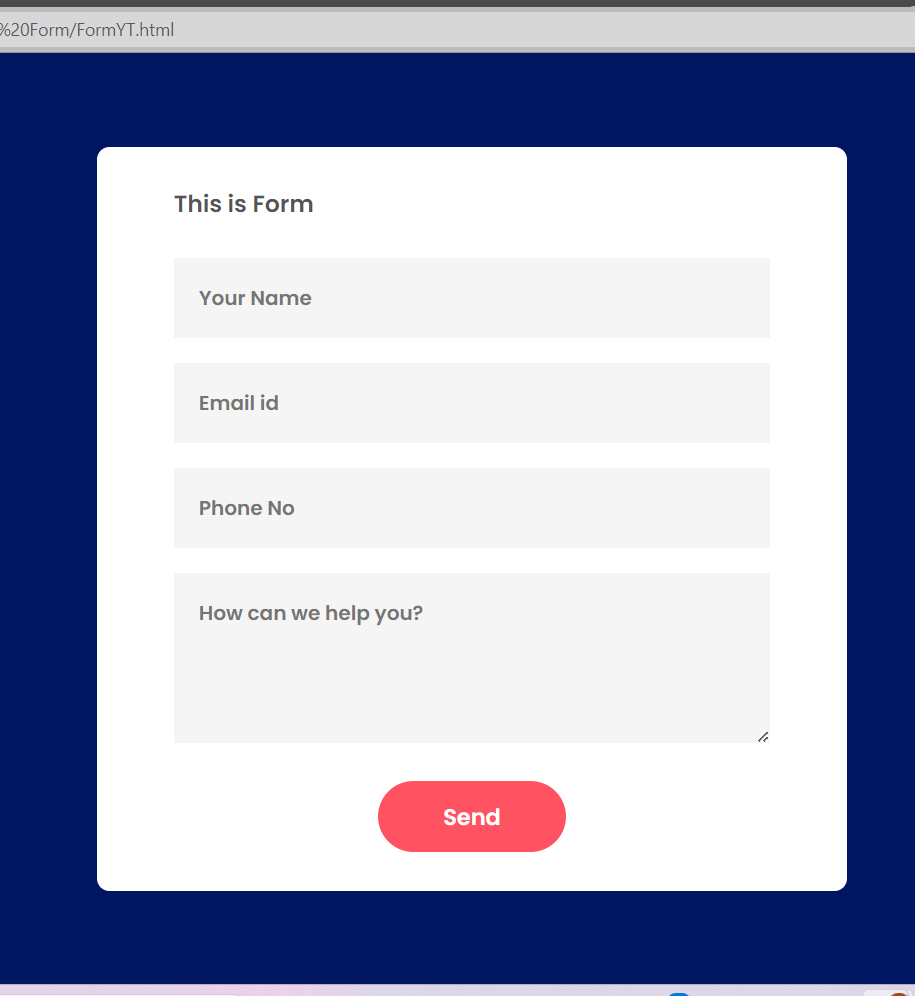 %20Form/FormYT.html
This is Form
Your Name
Email id
Phone No
How can we help you?
Send